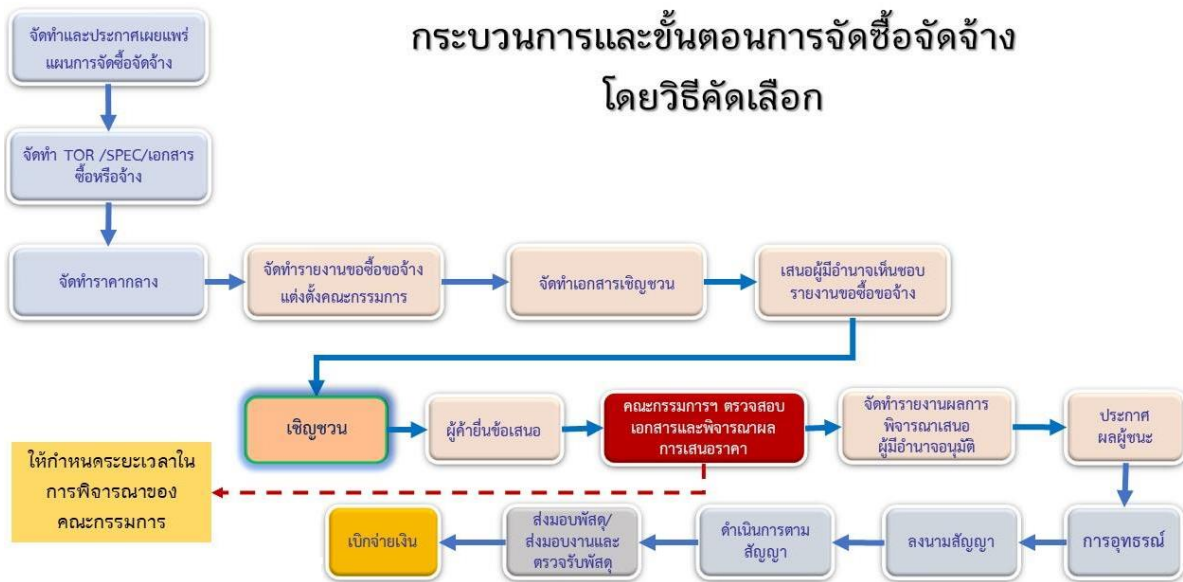 กระบวนการและขั้นตอนการจัดซื้อจัดจ้าง
โดยวิธีคัดเลือก
จัดทำและประกาศเผยแพร่
แผนการจัดซื้อจัดจ้าง
จัดทำ TOR /SPEC/เอกสาร
ซื้อหรือจ้าง
จัดทำราคากลาง
จัดทำรายงานขอซื้อขอจ้าง
แต่งตั้งคณะกรรมการ
จัดทำเอกสารเชิญชวน
เสนอผู้มีอำนาจเห็นชอบ
รายงานขอซื้อขอจ้าง
เชิญชวน
ผู้ค้ายื่นข้อเสนอ
คณะกรรมการฯ ตรวจสอบ
เอกสารและพิจารณาผล
การเสนอราคา
จัดทำรายงานผลการ
พิจารณาเสนอ
ผู้มีอำนาจอนุมัติ
ประกาศ
ผลผู้ชนะ
ให้กำหนดระยะเวลาใน
การพิจารณาของ
คณะกรรมการ
การอุทธรณ์
ลงนามสัญญา
ดำเนินการตาม
สัญญา
ส่งมอบพัสดุ/
ส่งมอบงานและ
ตรวจรับพัสดุ
เบิกจ่ายเงิน